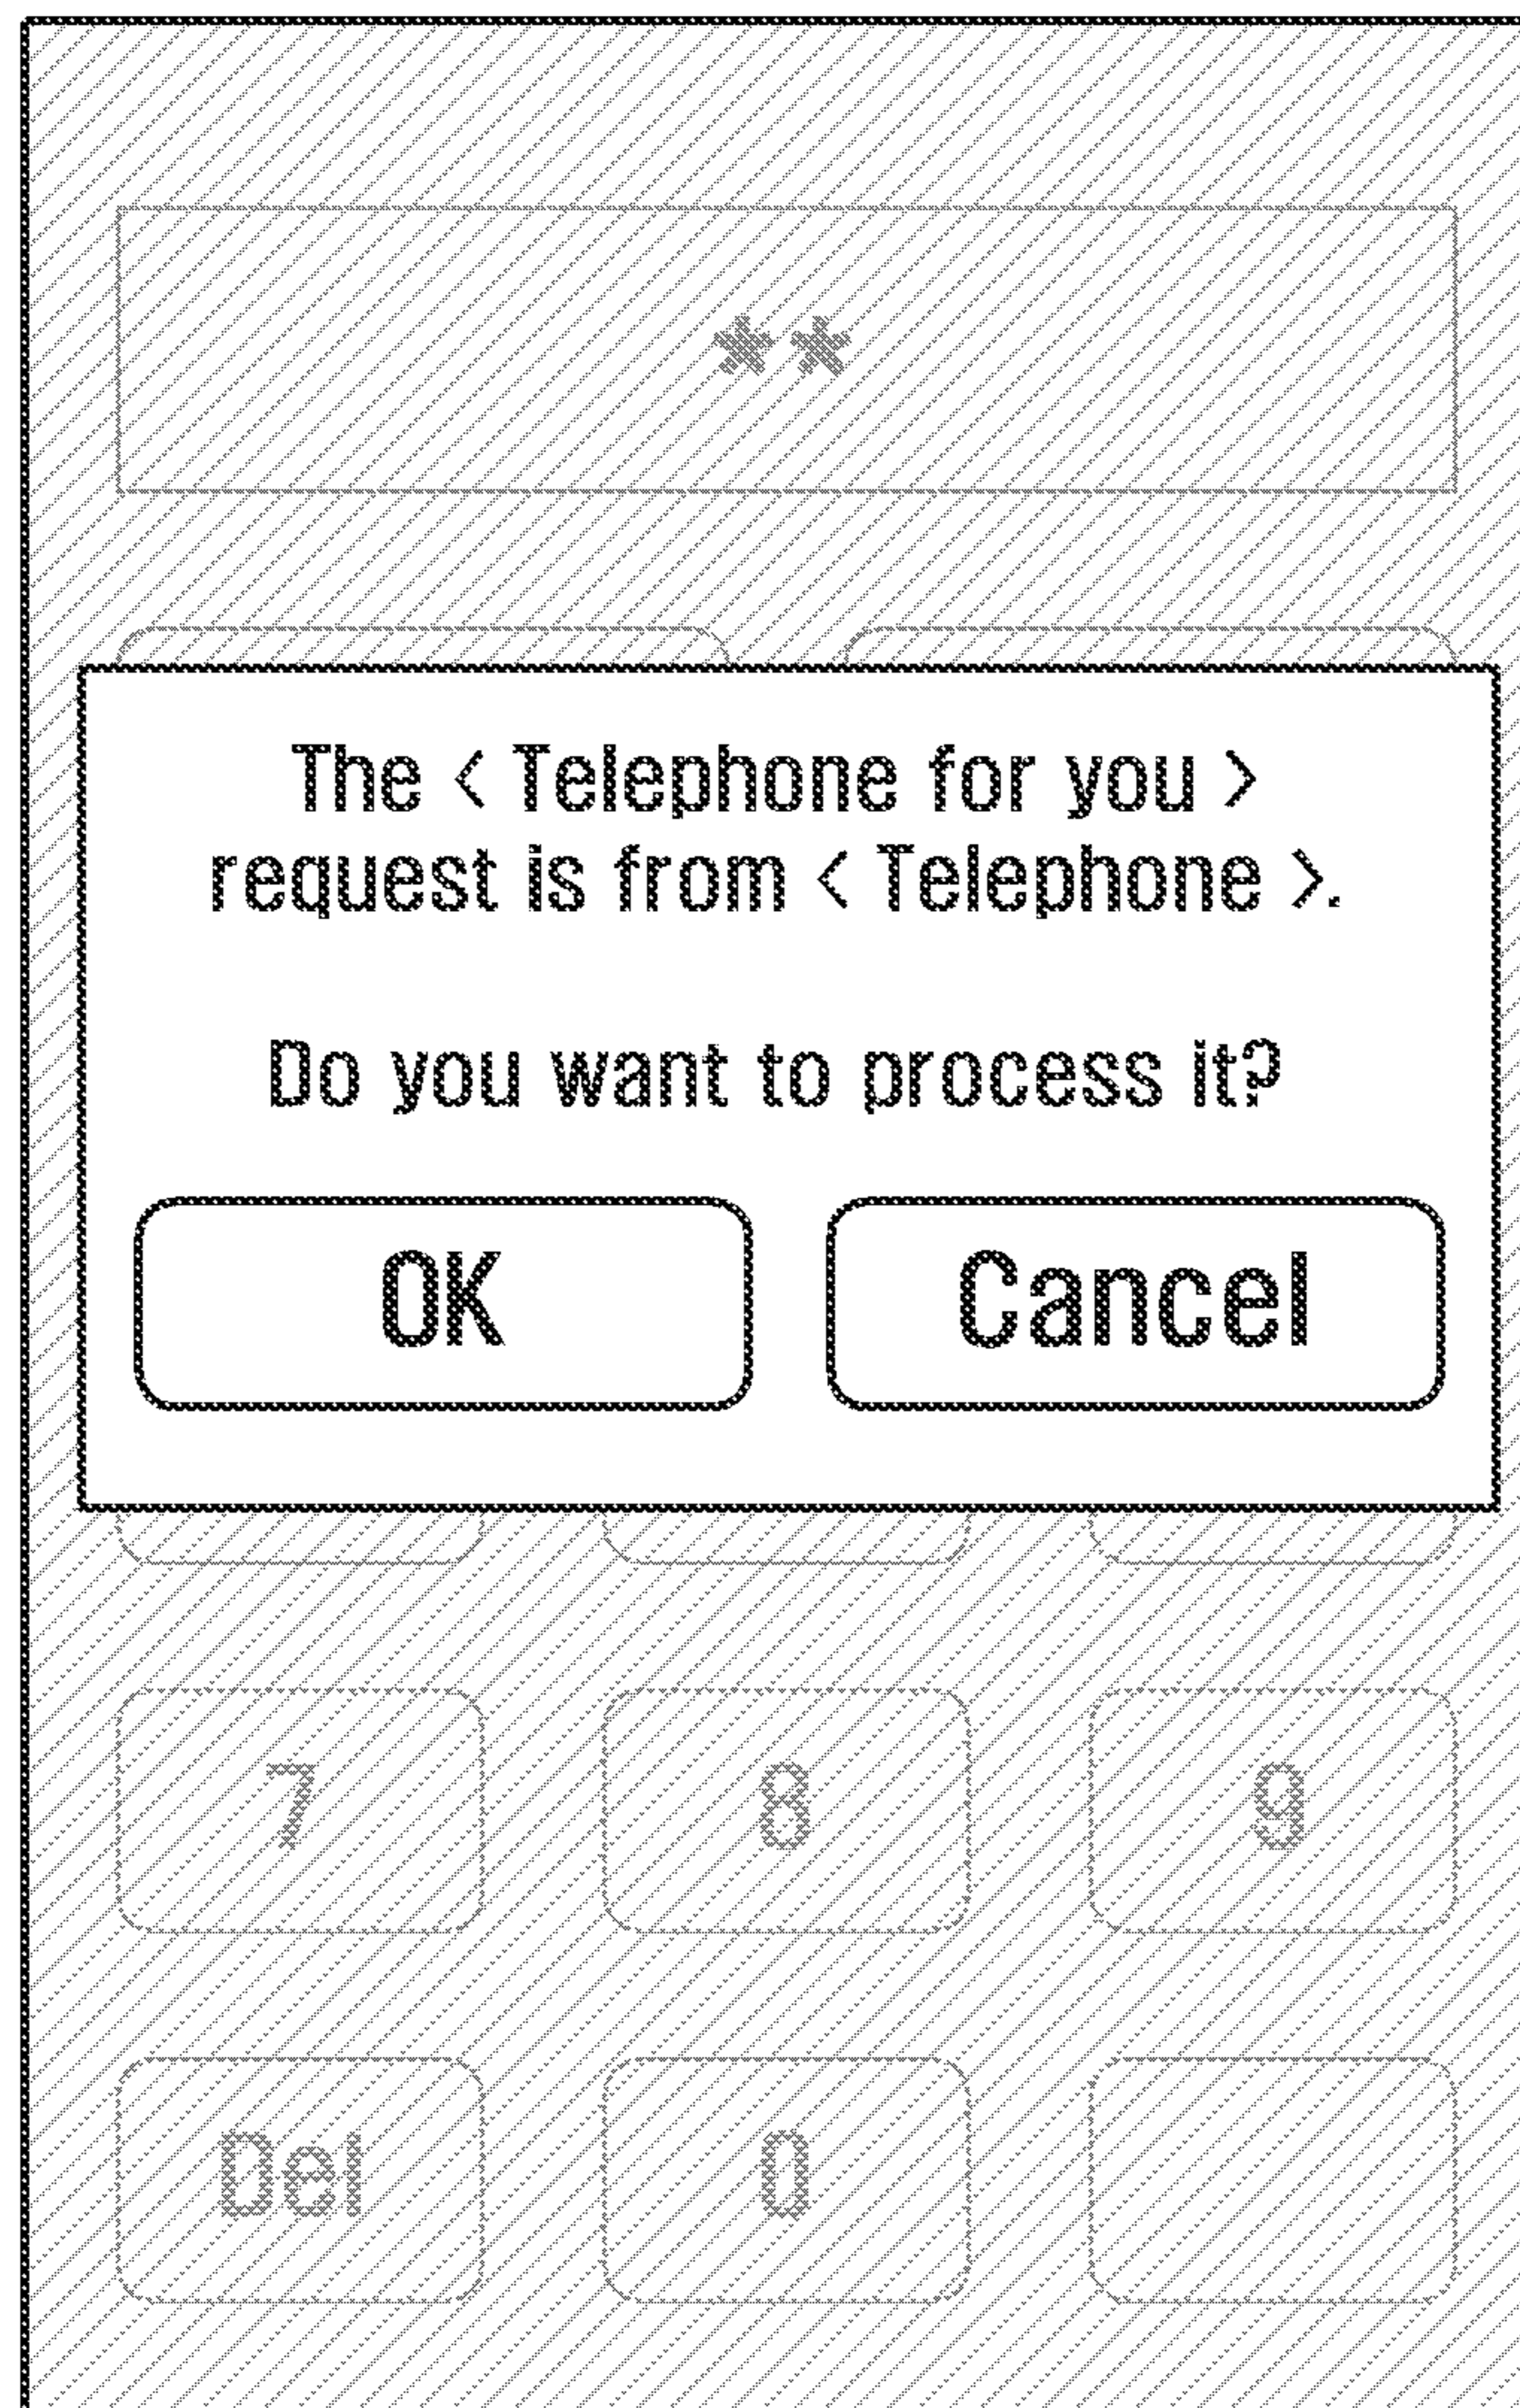 **
The < Telephone for you >
request is from < Telephone >.
Do you want to process it?
OK Cancel
7 8 9
Del 0